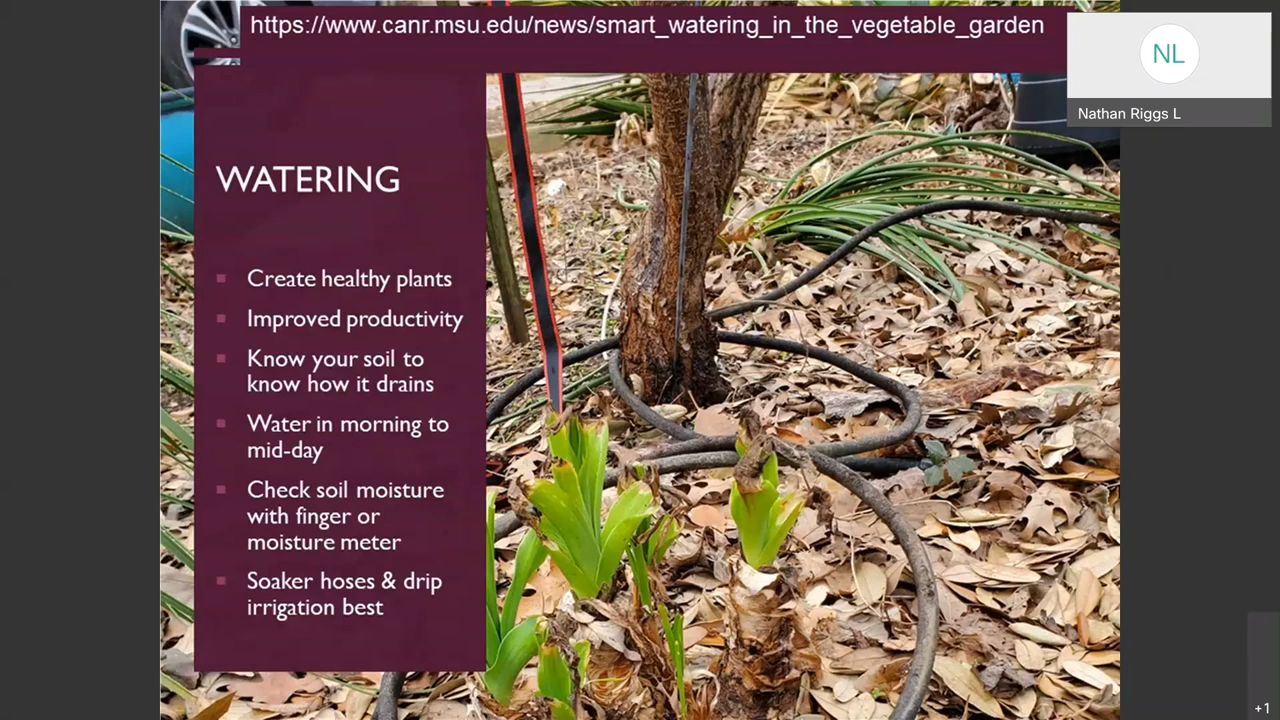 https://www.canr.msu.edu/news/smart_watering_in_the_vegetable_garden
NL
Nathan Riggs L
WATERING
Create healthy plants
Improved productivity
Know your soil to
know how it drains
Water in morning to
mid-day
Check soil moisture
with finger or
moisture meter
Soaker hoses & drip
irrigation best
+1